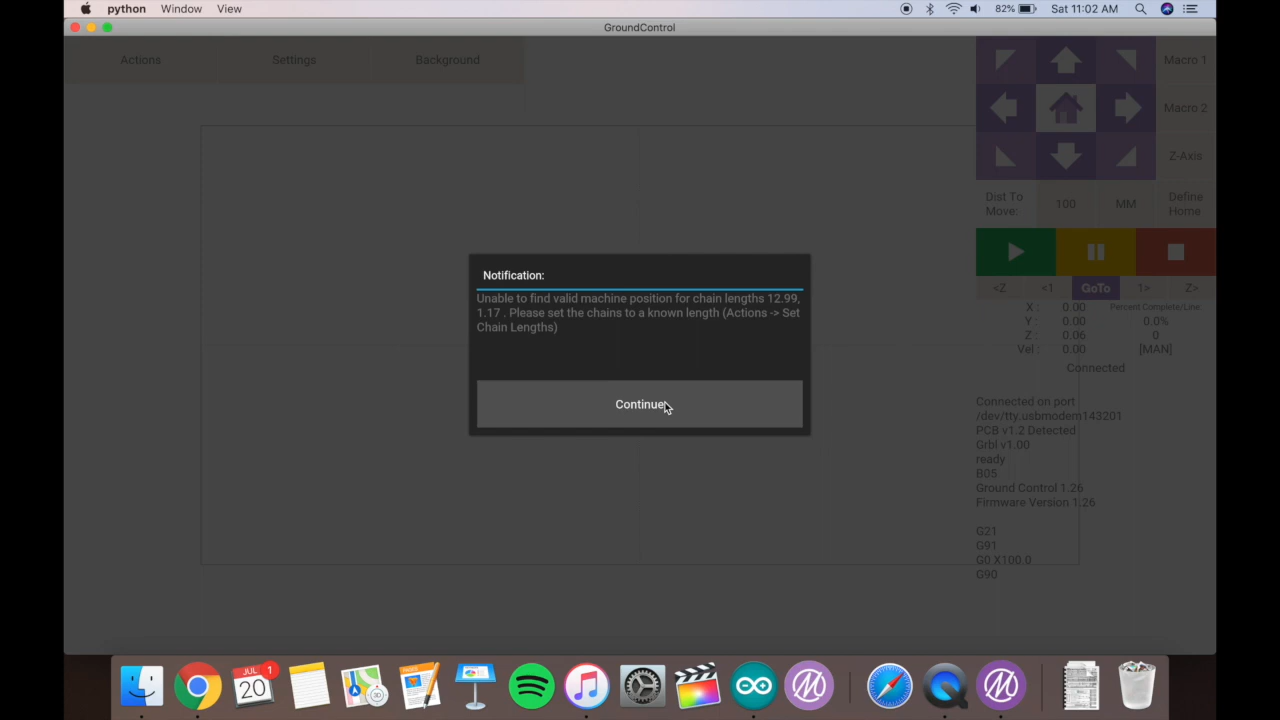 python Window View 82% Sat 11:02 AM
GroundControl
Actions Settings Background
Macro 1
Macro 2
Z-Axis
Dist To
Move:
100 MM
Define
Home
<Z <1 GoTo 1> Z>
X : 0.00 Percent Complete/Line:
Y : 0.00 0.0%
Z : 0.06 0
Vel : 0.00 [MAN]
Connected
Notification:
Unable to find valid machine position for chain lengths 12.99,
1.17 . Please set the chains to a known length (Actions -> Set
Chain Lengths)
Continue
Connected on port
/dev/tty.usbmodem143201
PCB v1.2 Detected
Grbl v1.00
ready
B05
Ground Control 1.26
Firmware Version 1.26
G21
G91
G0 X100.0
G90
JUL 1
20
PAGES